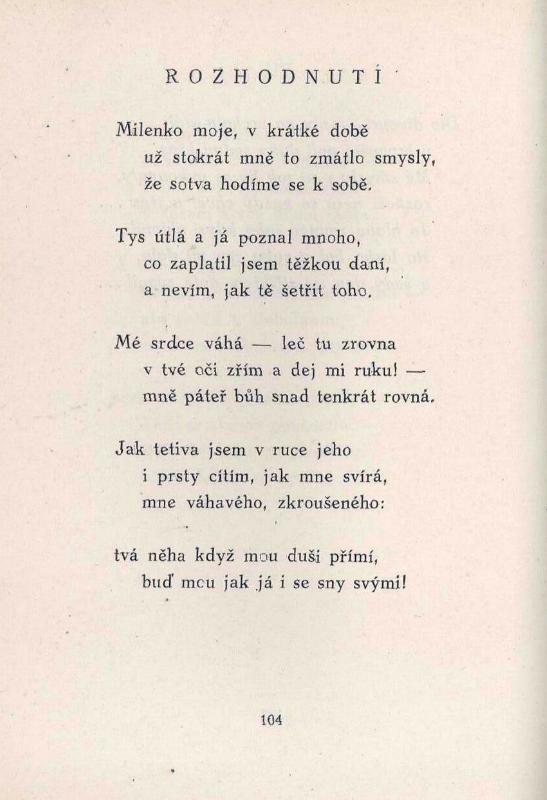 ROZHODNUTÍ
Milenko moje, v krátké době
už stokrát mně to zmátlo smysly,
že sotva hodíme se k sobě.
Tys útlá a já poznal mnoho,
co zaplatil jsem těžkou daní,
a nevím, jak tě šetřit toho.
Mé srdce váhá — leč tu zrovna
v tvé oči zřím a dej mi ruku! —
mně páteř bůh snad tenkrát rovná.
Jak tetiva jsem v ruce jeho
i prsty cítím, jak mne svírá,
mne váhavého, zkroušeného:
tvá něha když mou duši přímí,
buď mcu jak já i se sny svými!
104